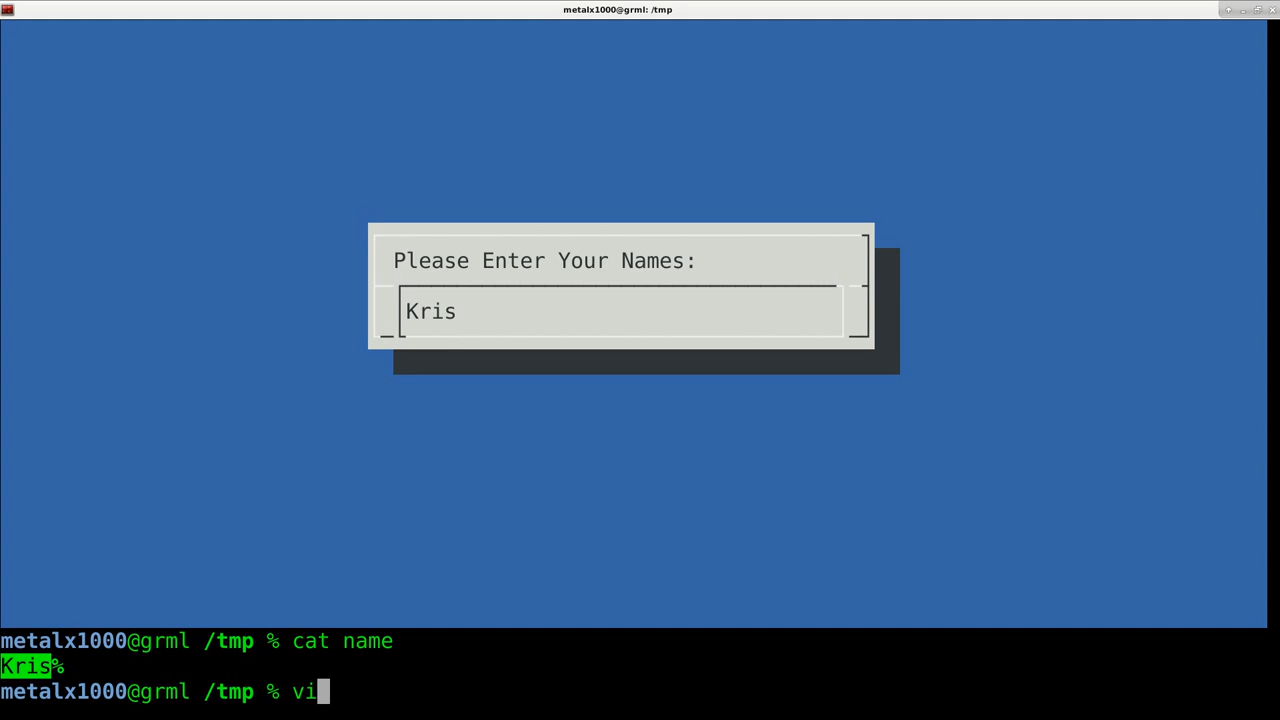 metalx1000@grml: /tmp
Please Enter Your Names:
Kris
metalx1000@grml /tmp % cat name
Kris%
metalx1000@grml /tmp % vi